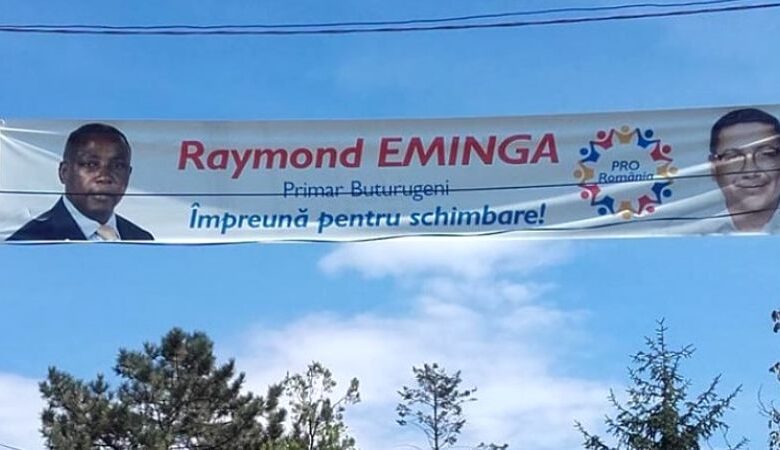 Raymond EMINGA
Primar Buturugeni
Împreună pentru schimbare!
PRO
România